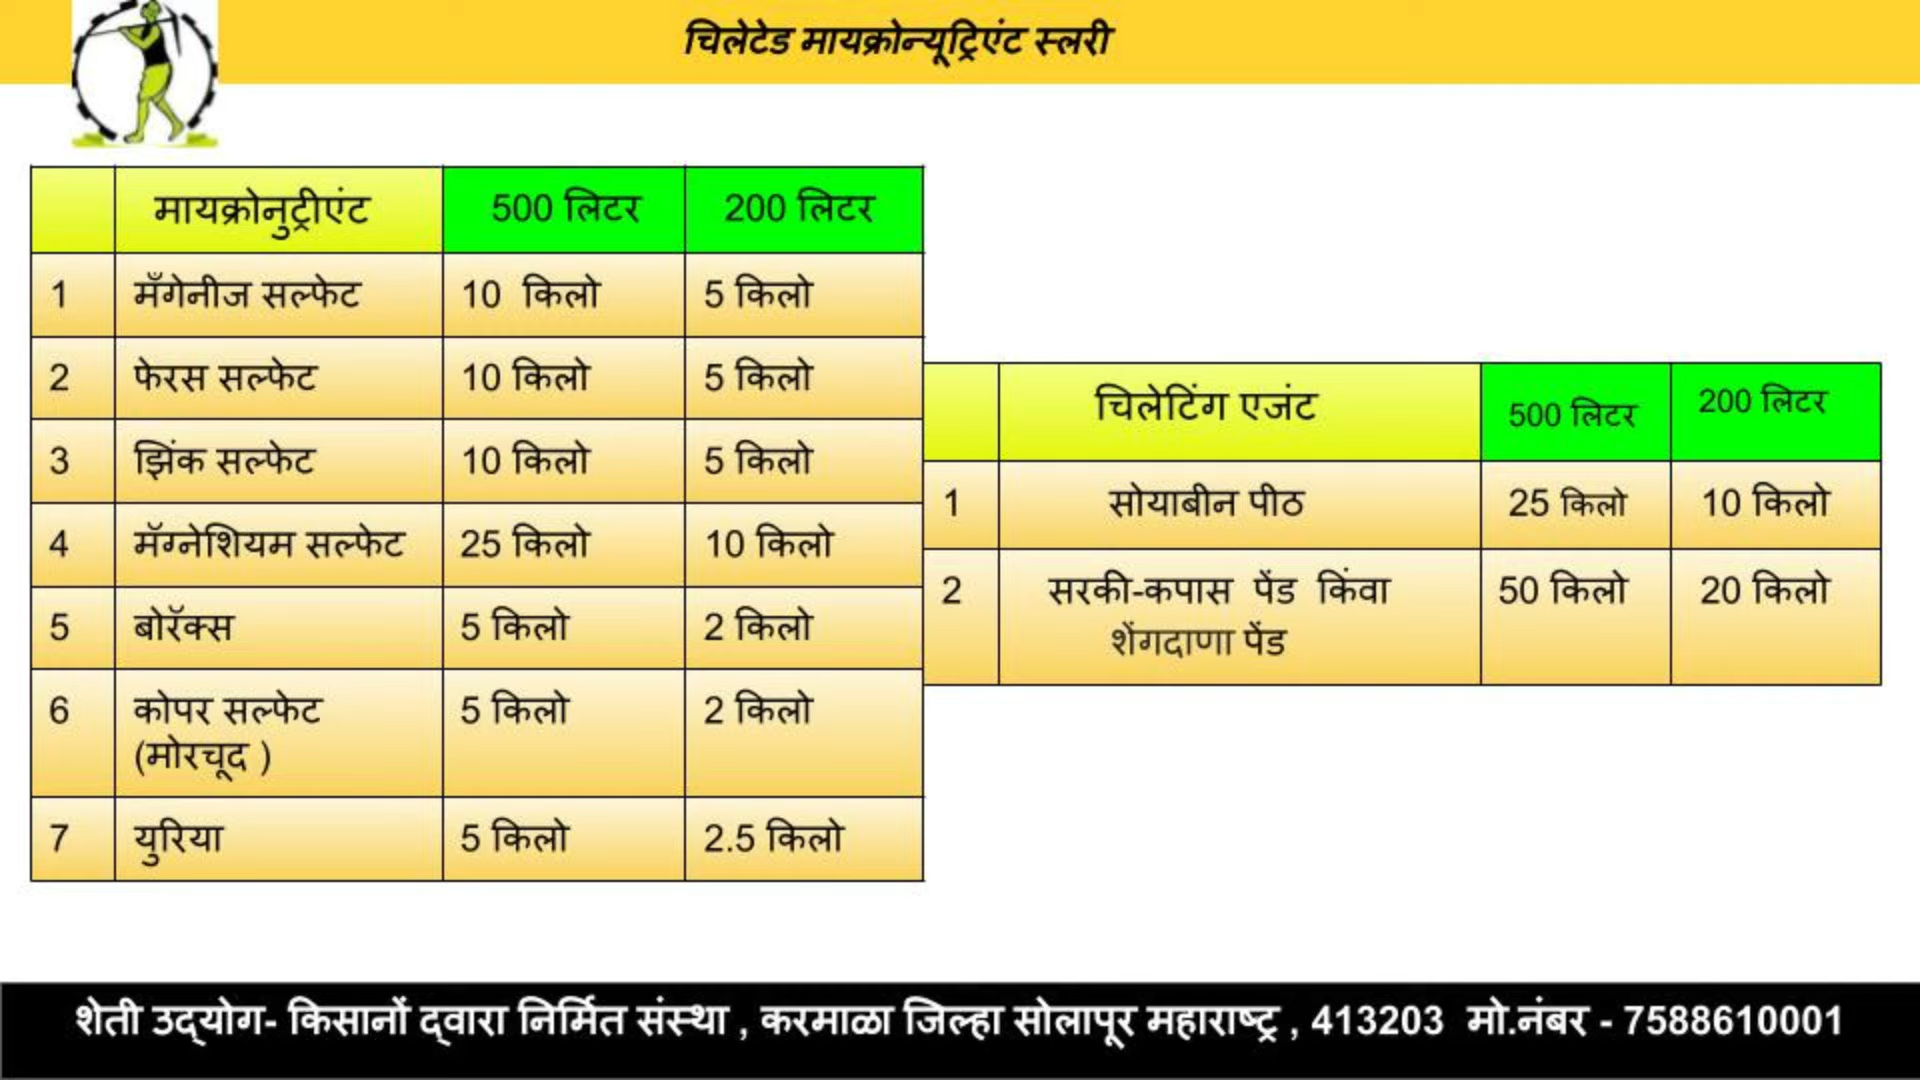 चिलेटेड मायक्रोन्यूट्रिएंट स्लरी
मायक्रोनुट्रीएंट 500 लिटर 200 लिटर
1 मँगेनीज सल्फेट 10 किलो 5 किलो
2 फेरस सल्फेट 10 किलो 5 किलो
3 झिंक सल्फेट 10 किलो 5 किलो
4 मॅग्नेशियम सल्फेट 25 किलो 10 किलो
5 बोरॅक्स 5 किलो 2 किलो
6 कोपर सल्फेट 5 किलो 2 किलो
(मोरचूद )
7 युरिया 5 किलो 2.5 किलो
चिलेटिंग एजंट 500 लिटर 200 लिटर
1 सोयाबीन पीठ 25 किलो 10 किलो
2 सरकी-कपास पेंड किंवा 50 किलो 20 किलो
शेंगदाणा पेंड
शेती उद्योग- किसानों द्वारा निर्मित संस्था , करमाळा जिल्हा सोलापूर महाराष्ट्र , 413203 मो.नंबर - 7588610001